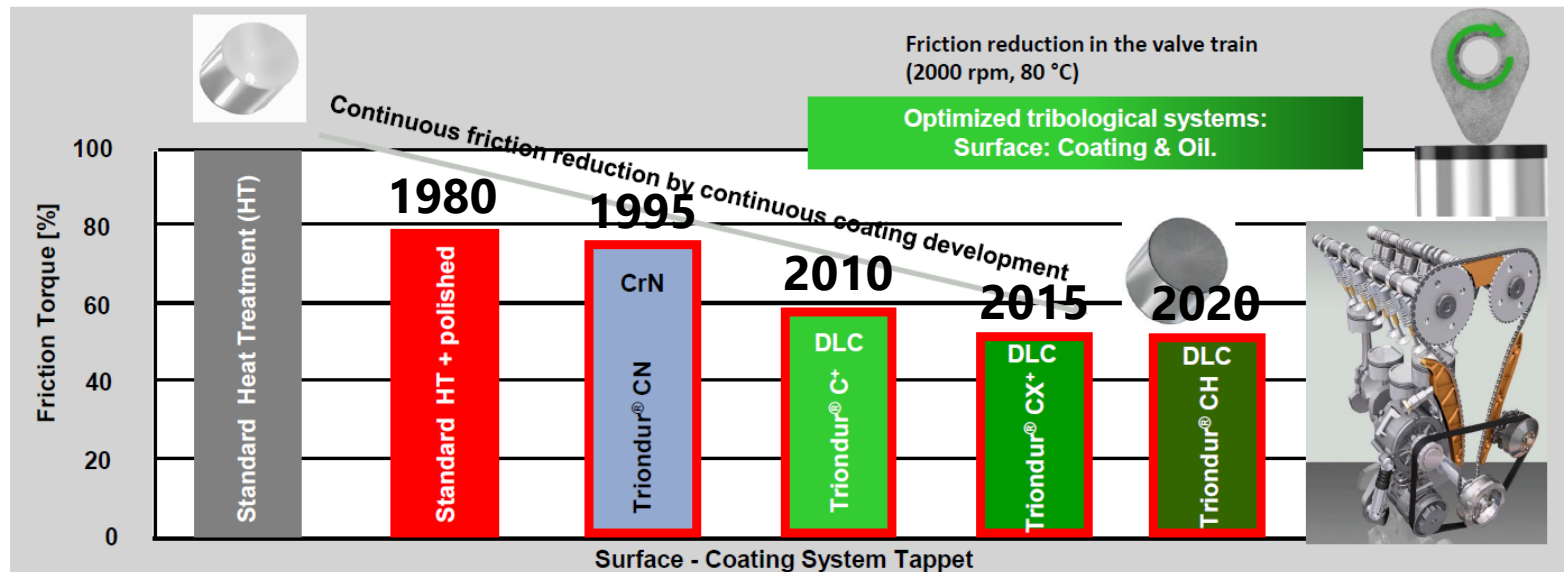 Friction reduction in the valve train
(2000 rpm, 80 °C)
Optimized tribological systems:
Surface: Coating & Oil.
Continuous friction reduction by continuous coating development
Friction Torque [%]
100
80
60
40
20
0
Standard Heat Treatment (HT)
1980
Standard HT + polished
1995
CrN
Triondur® CN
2010
DLC
Triondur® C⁺
2015
DLC
Triondur® CX⁺
2020
DLC
Triondur® CH
Surface - Coating System Tappet